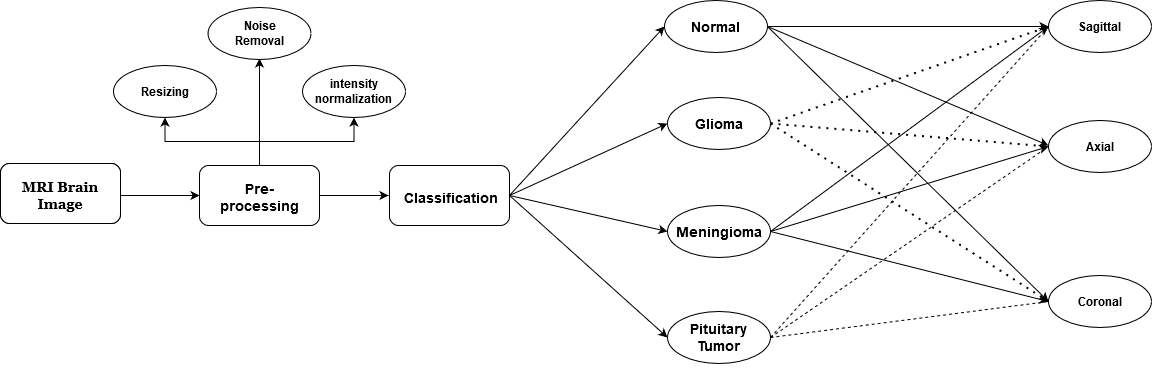 Noise
Removal
Resizing
intensity
normalization
MRI Brain
Image
Pre-
processing
Classification
Normal
Glioma
Meningioma
Pituitary
Tumor
Sagittal
Axial
Coronal